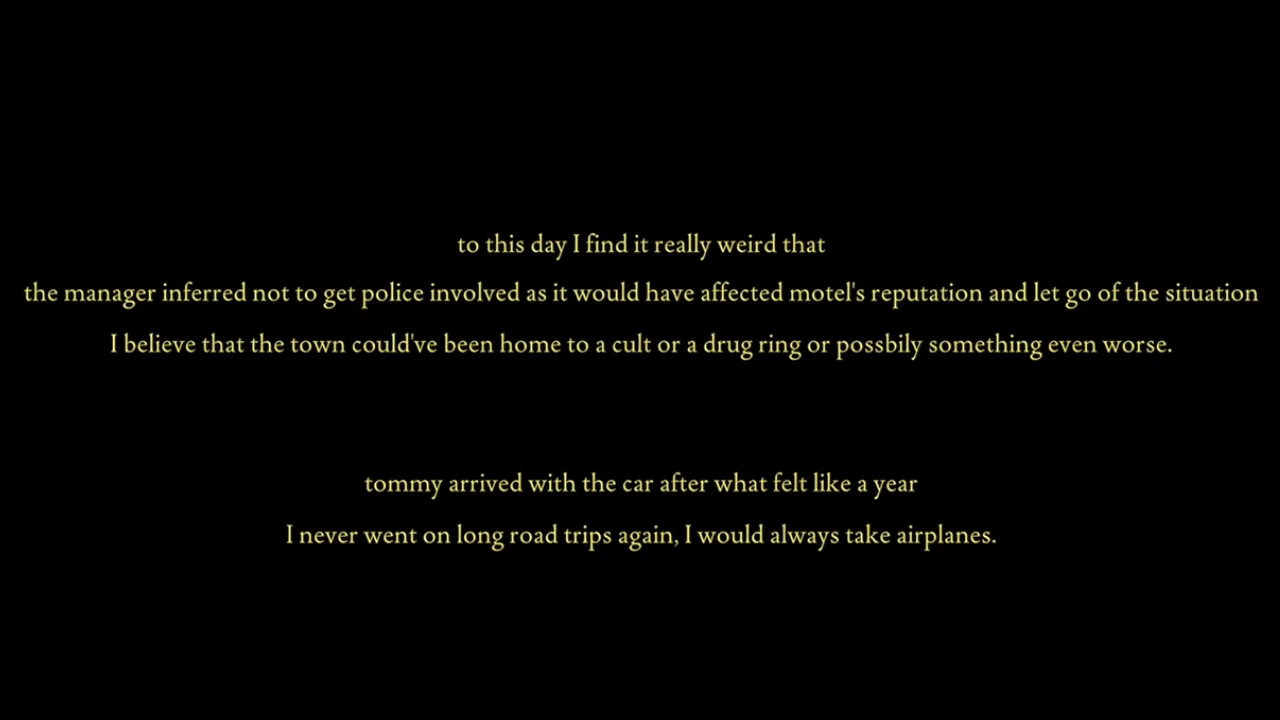 to this day I find it really weird that
the manager inferred not to get police involved as it would have affected motel's reputation and let go of the situation
I believe that the town could've been home to a cult or a drug ring or possbily something even worse.
tommy arrived with the car after what felt like a year
I never went on long road trips again, I would always take airplanes.